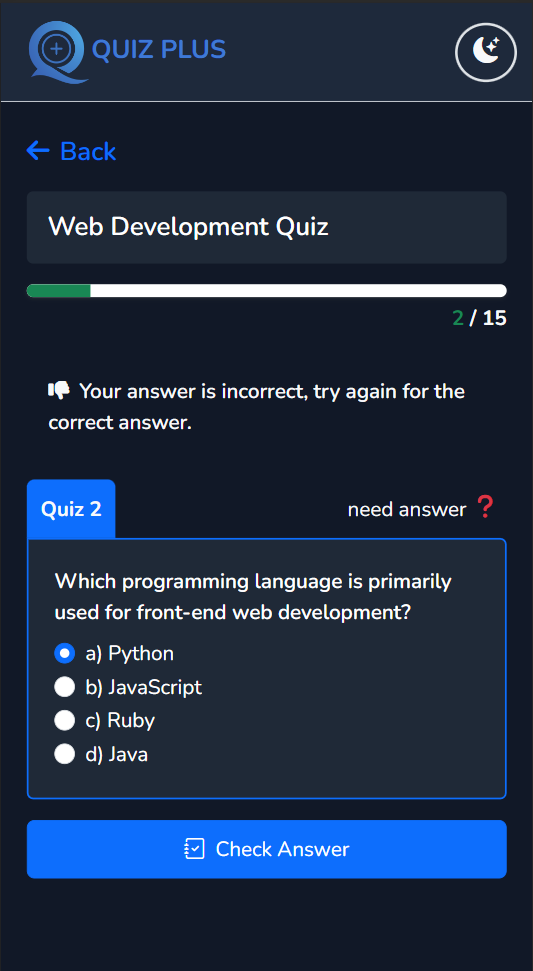 QUIZ PLUS
Back
Web Development Quiz
2 / 15
Your answer is incorrect, try again for the
correct answer.
Quiz 2
need answer ❓
Which programming language is primarily
used for front-end web development?
a) Python
b) JavaScript
c) Ruby
d) Java
Check Answer